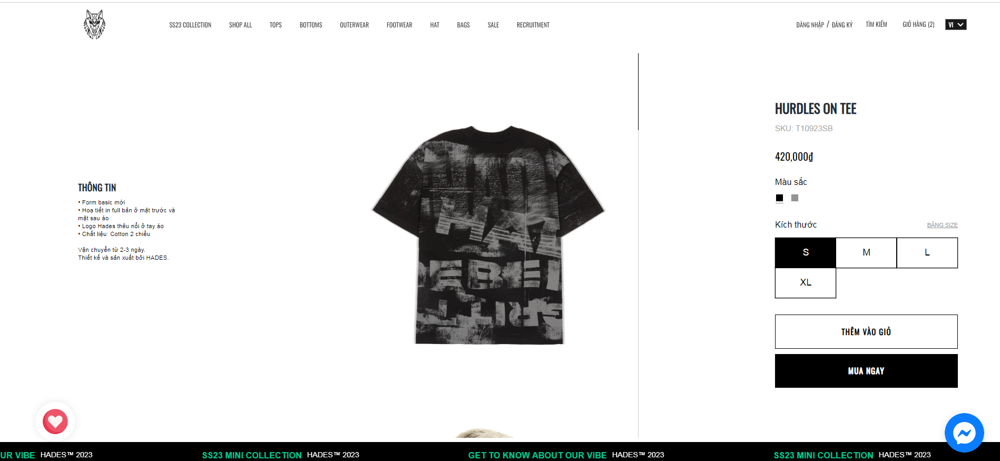 SS23 COLLECTION SHOP ALL TOPS BOTTOMS OUTERWEAR FOOTWEAR HAT BAGS SALE RECRUITMENT
ĐĂNG NHẬP / ĐĂNG KÝ TÌM KIẾM GIỎ HÀNG (2) VI
THÔNG TIN
• Form basic mới
• Hoạ tiết in full bản ở mặt trước và
mặt sau áo
• Logo Hades thêu nổi ở tay áo
• Chất liệu: Cotton 2 chiều
Vận chuyển từ 2-3 ngày.
Thiết kế và sản xuất bởi HADES.
HURDLES ON TEE
SKU: T10923SB
420,000₫
Màu sắc
Kích thước BẢNG SIZE
S M L
XL
THÊM VÀO GIỎ
MUA NGAY
UR VIBE HADES™ 2023 SS23 MINI COLLECTION HADES™ 2023 GET TO KNOW ABOUT OUR VIBE HADES™ 2023 SS23 MINI COLLECTION HADES™ 2023